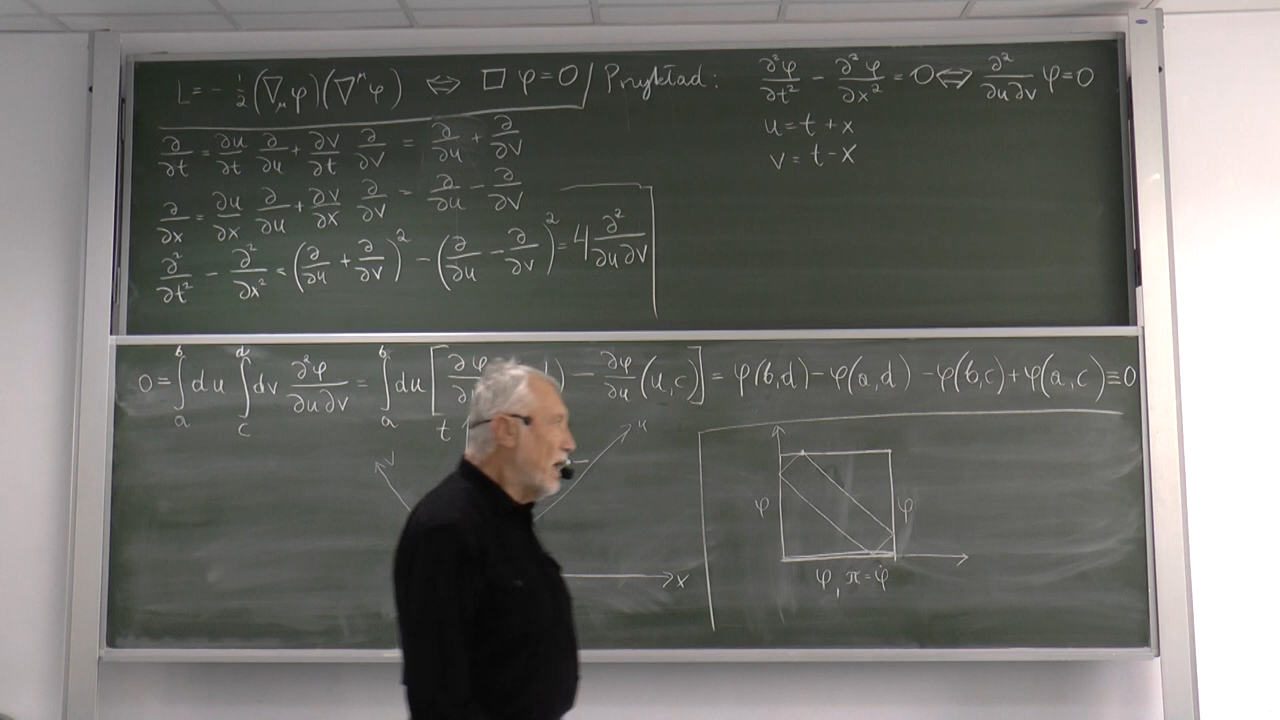 L = - 1/2 (∇_μ φ)(∇^μ φ) ⇔ □ φ = 0 / Przykład: ∂²φ/∂t² - ∂²φ/∂x² = 0 ⇔ ∂²/∂u∂v φ = 0
u = t + x
v = t - x
∂/∂t = ∂u/∂t ∂/∂u + ∂v/∂t ∂/∂v = ∂/∂u + ∂/∂v
∂/∂x = ∂u/∂x ∂/∂u + ∂v/∂x ∂/∂v = ∂/∂u - ∂/∂v
∂²/∂t² - ∂²/∂x² = (∂/∂u + ∂/∂v)² - (∂/∂u - ∂/∂v)² = 4 ∂²/∂u∂v
0 = ∫_a^b du ∫_c^d dv ∂²φ/∂u∂v = ∫_a^b du [ ∂φ/ ) - ∂φ/∂u (u,c) ] = φ(b,d) - φ(a,d) - φ(b,c) + φ(a,c) ≡ 0
t
u
v
x
φ
φ
φ, π = φ̇